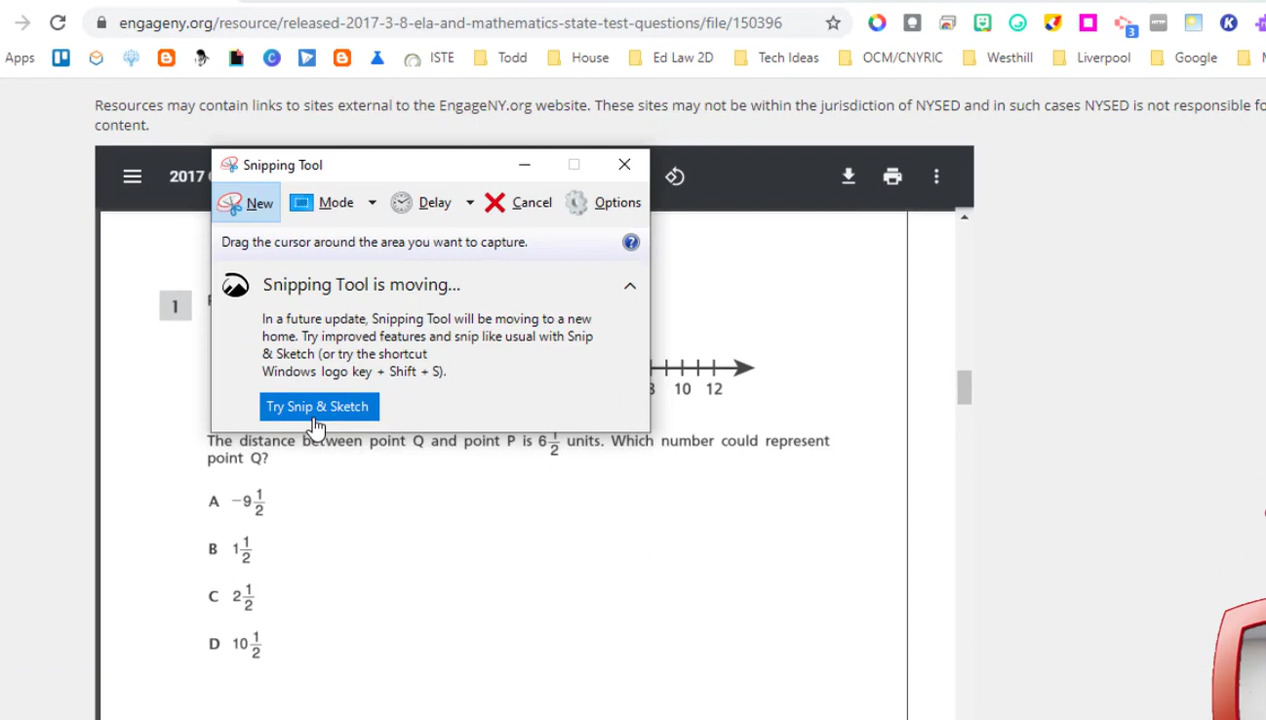 engageny.org/resource/released-2017-3-8-ela-and-mathematics-state-test-questions/file/150396
3
Apps ISTE Todd House Ed Law 2D Tech Ideas OCM/CNYRIC Westhill Liverpool Google
Resources may contain links to sites external to the EngageNY.org website. These sites may not be within the jurisdiction of NYSED and in such cases NYSED is not responsible
content.
2017
Snipping Tool
New Mode Delay Cancel Options
Drag the cursor around the area you want to capture.
Snipping Tool is moving...
In a future update, Snipping Tool will be moving to a new
home. Try improved features and snip like usual with Snip
& Sketch (or try the shortcut
Windows logo key + Shift + S).
Try Snip & Sketch
1
10 12
The distance between point Q and point P is 6 1/2 units. Which number could represent
point Q?
A −9 1/2
B 1 1/2
C 2 1/2
D 10 1/2